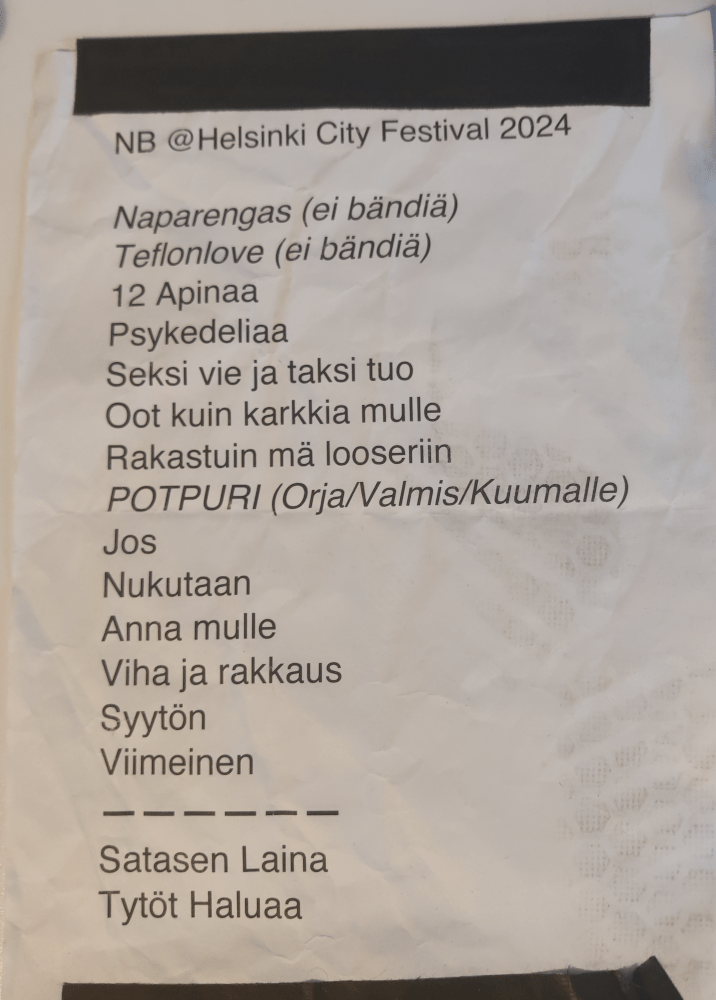 NB @Helsinki City Festival 2024
Naparengas (ei bändiä)
Teflonlove (ei bändiä)
12 Apinaa
Psykedeliaa
Seksi vie ja taksi tuo
Oot kuin karkkia mulle
Rakastuin mä looseriin
POTPURI (Orja/Valmis/Kuumalle)
Jos
Nukutaan
Anna mulle
Viha ja rakkaus
Syytön
Viimeinen
— — — — — —
Satasen Laina
Tytöt Haluaa